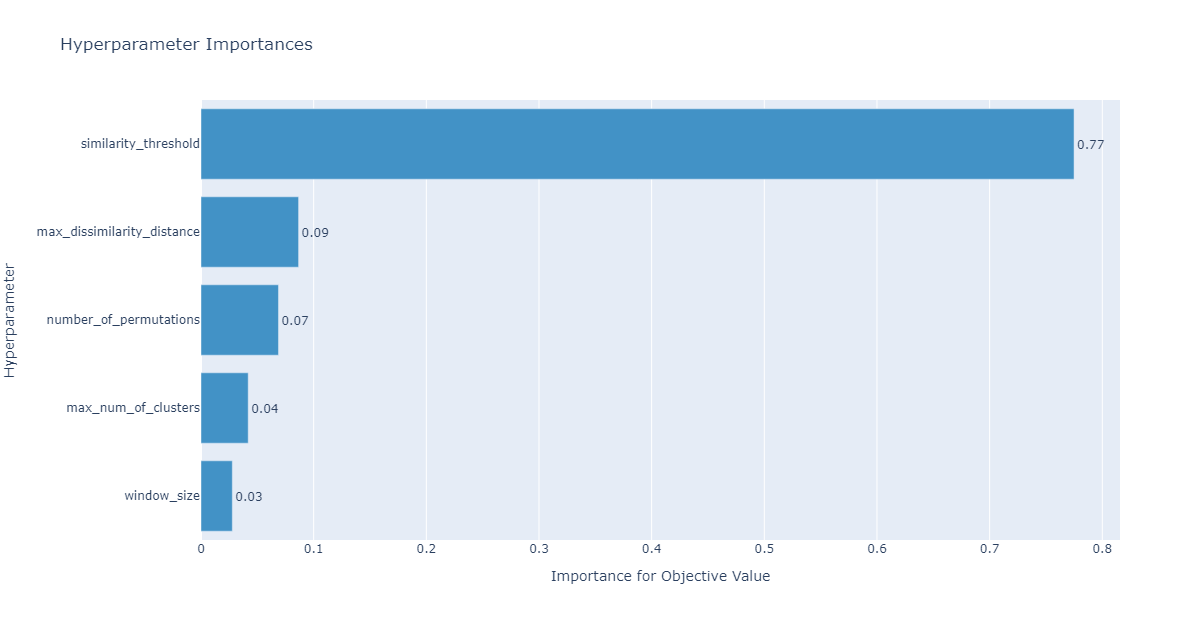 Hyperparameter Importances
similarity_threshold
0.77
max_dissimilarity_distance
0.09
number_of_permutations
0.07
max_num_of_clusters
0.04
window_size
0.03
Hyperparameter
0 0.1 0.2 0.3 0.4 0.5 0.6 0.7 0.8
Importance for Objective Value